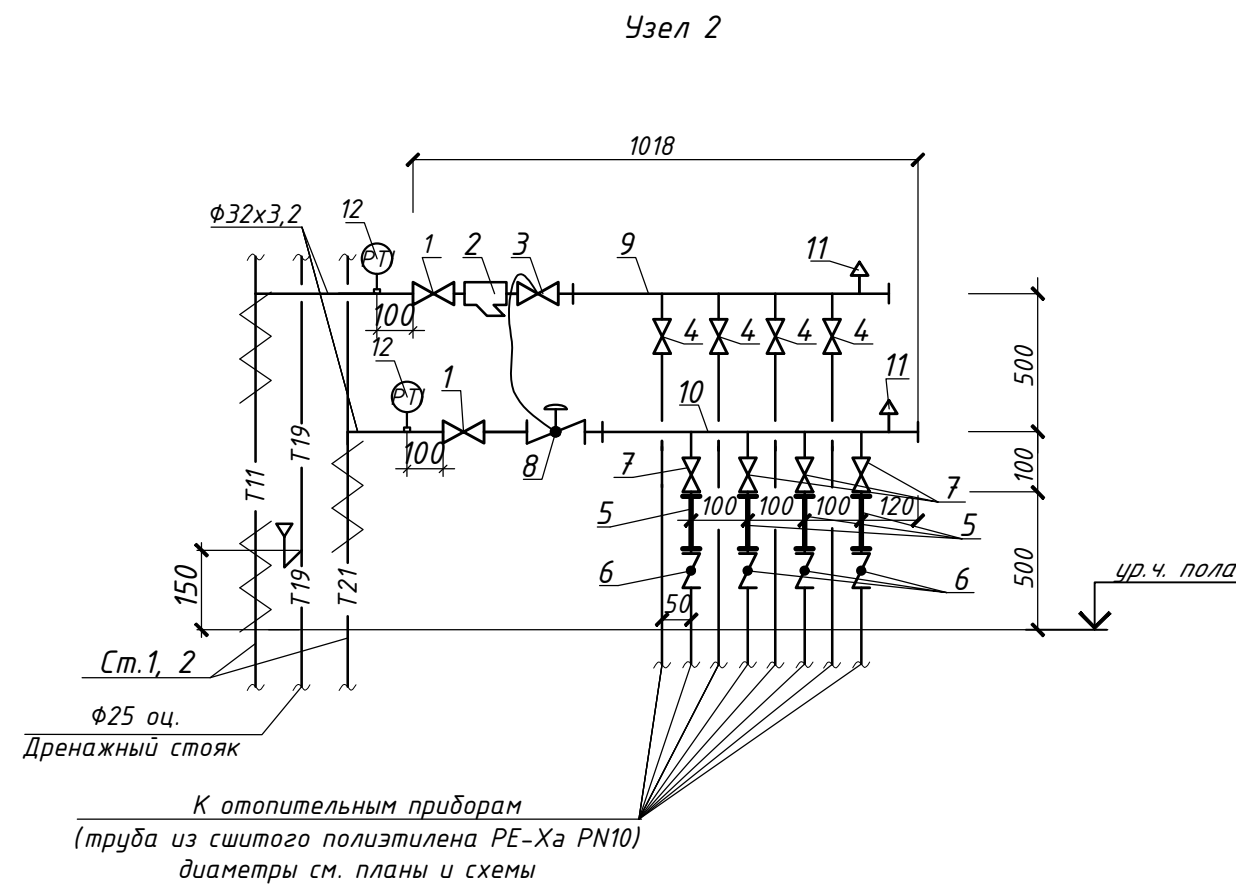 Узел 2
1018
Ф32х3,2
12
РТ1
1
2
3
9
11
100
4
4
4
4
500
12
РТ1
1
10
11
100
8
7
7
100
Т19
Т11
100
100
100
120
5
5
6
6
500
ур.ч. пола
150
Т19
Т21
50
Ст.1, 2
Ф25 оц.
Дренажный стояк
К отопительным приборам
(труба из сшитого полиэтилена PE-Xa PN10)
диаметры см. планы и схемы